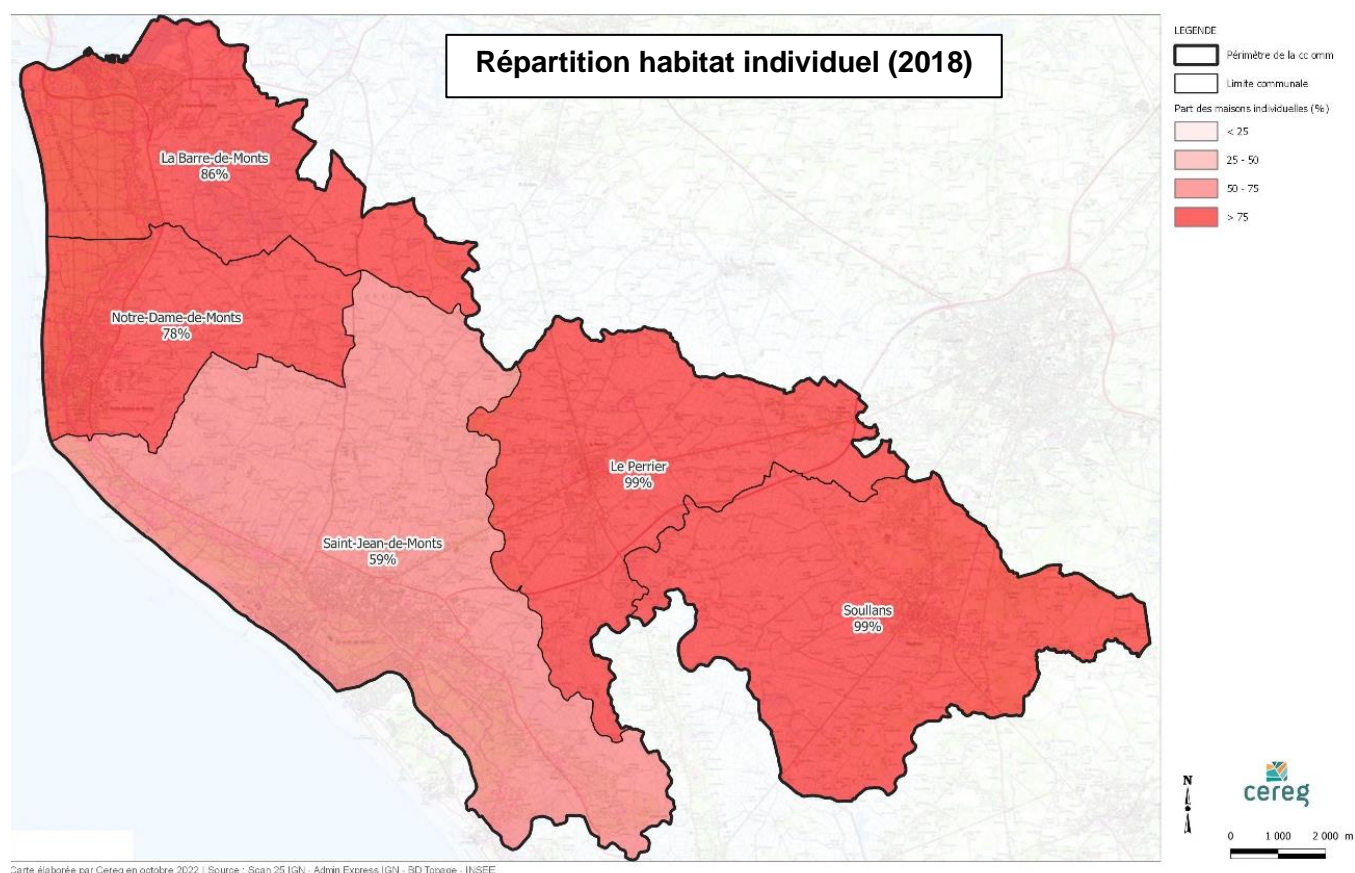 Répartition habitat individuel (2018)
LEGENDE
Périmètre de la cc omm
Limite communale
Part des maisons individuelles (%)
< 25
25 - 50
50 - 75
> 75
La Barre-de-Monts
86%
Notre-Dame-de-Monts
78%
Le Perrier
99%
Saint-Jean-de-Monts
59%
Soullans
99%
N
cereg
0 1 000 2 000 m
Carte élaborée par Cereg en octobre 2022 | Source : Scan 25 IGN - Admin Express IGN - BD Topage - INSEE